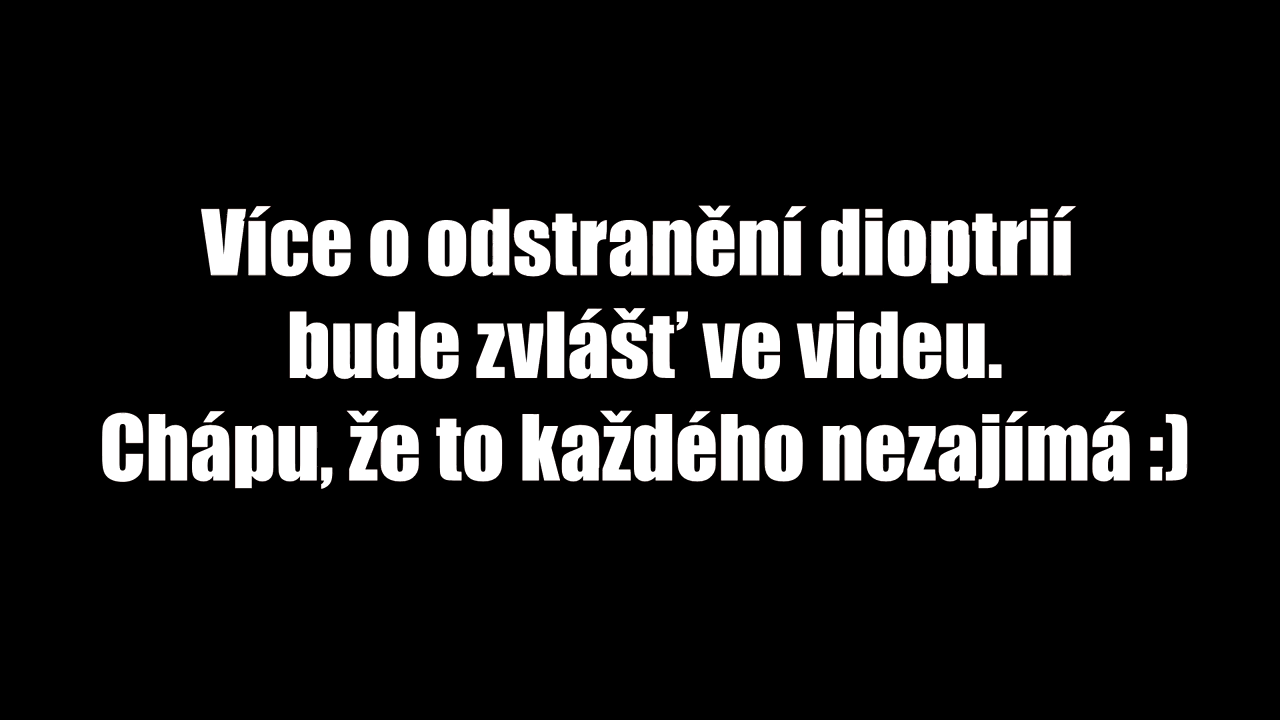 Více o odstranění dioptrií
bude zvlášť ve videu.
Chápu, že to každého nezajímá :)